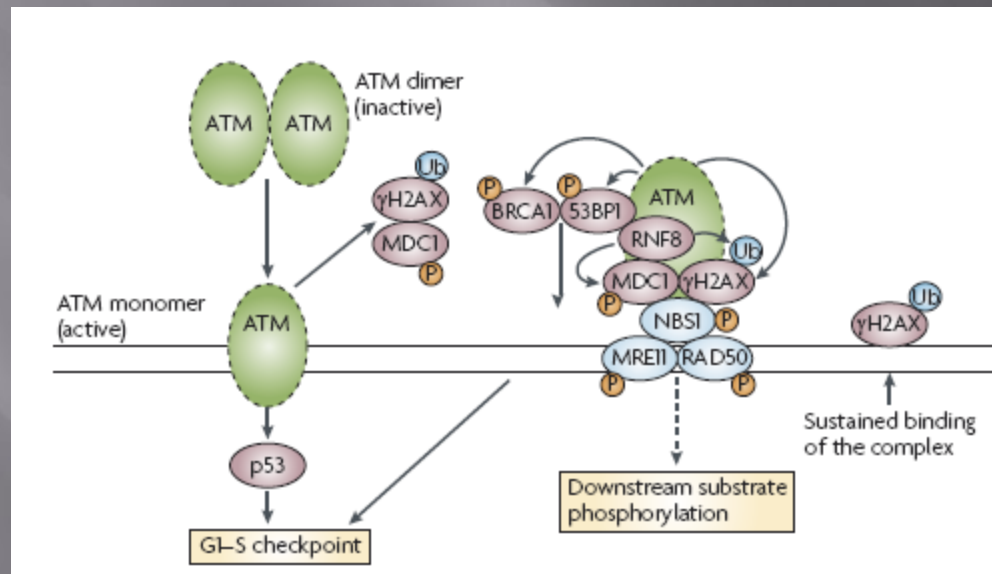 ATM dimer
(inactive)
ATM
ATM
Ub
γH2AX
MDC1
P
ATM monomer
(active)
ATM
p53
G1–S checkpoint
P
BRCA1
P
53BP1
ATM
RNF8
Ub
MDC1
γH2AX
P
NBS1
P
MRE11
RAD50
P
P
Downstream substrate
phosphorylation
Ub
γH2AX
Sustained binding
of the complex